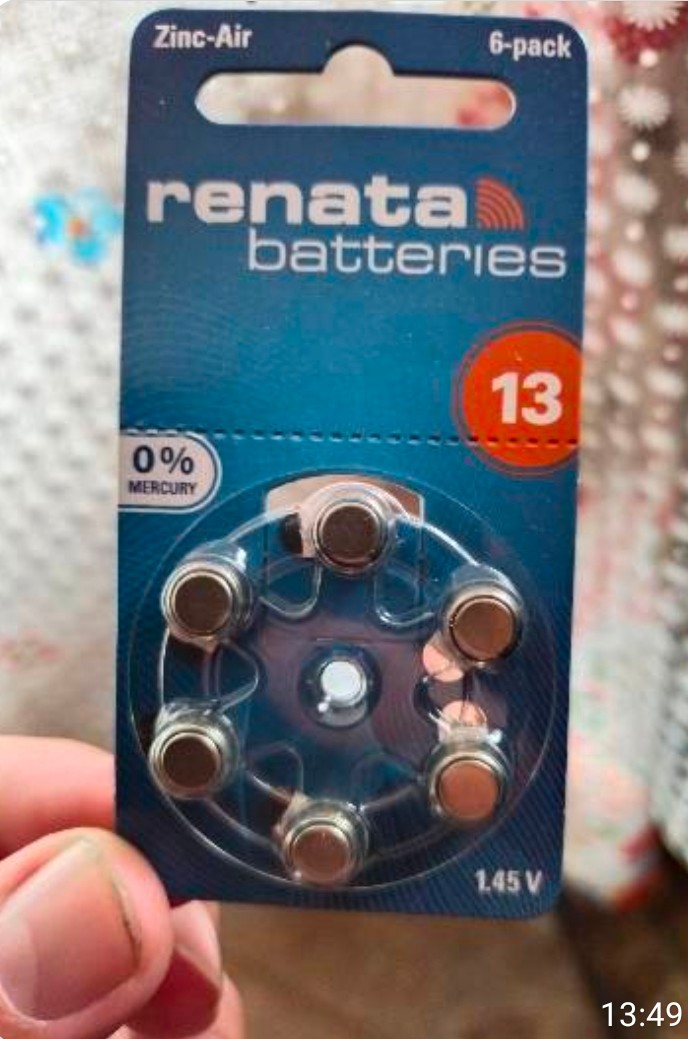 Zinc-Air 6-pack
renata
batteries
13
0%
MERCURY
1.45 V
13:49